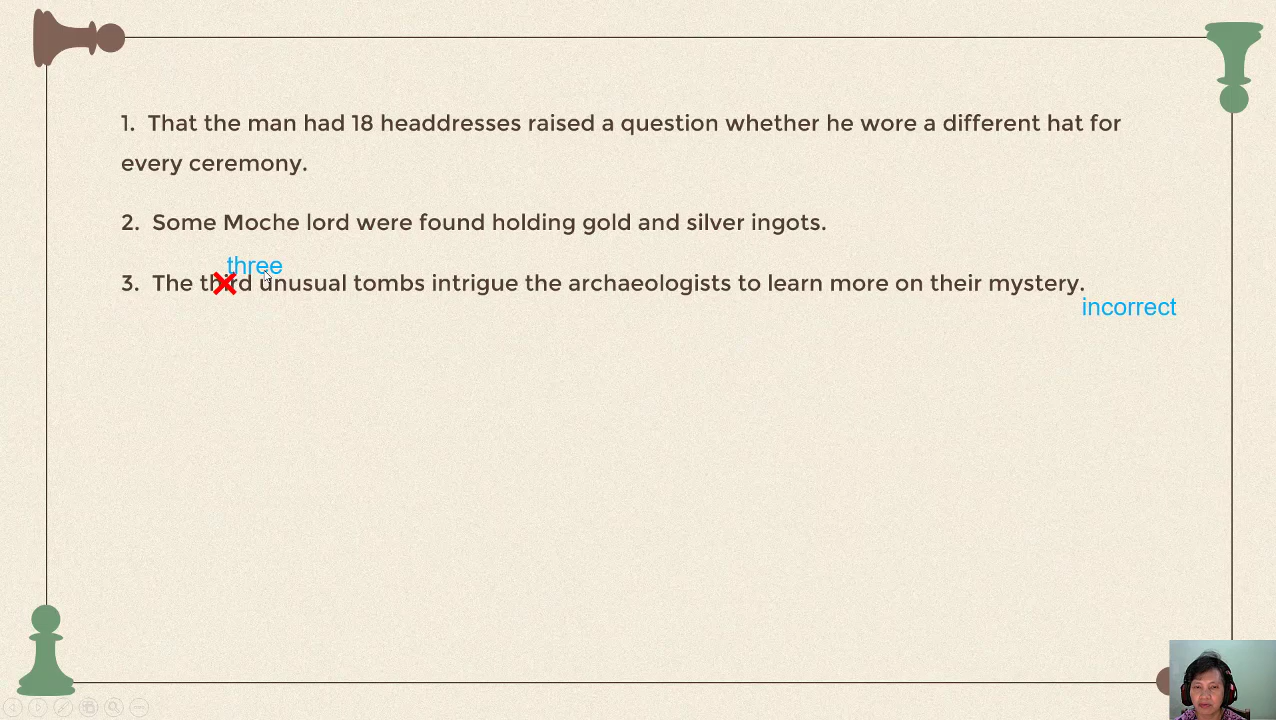 1. That the man had 18 headdresses raised a question whether he wore a different hat for
every ceremony.
2. Some Moche lord were found holding gold and silver ingots.
three
3. The third unusual tombs intrigue the archaeologists to learn more on their mystery.
incorrect